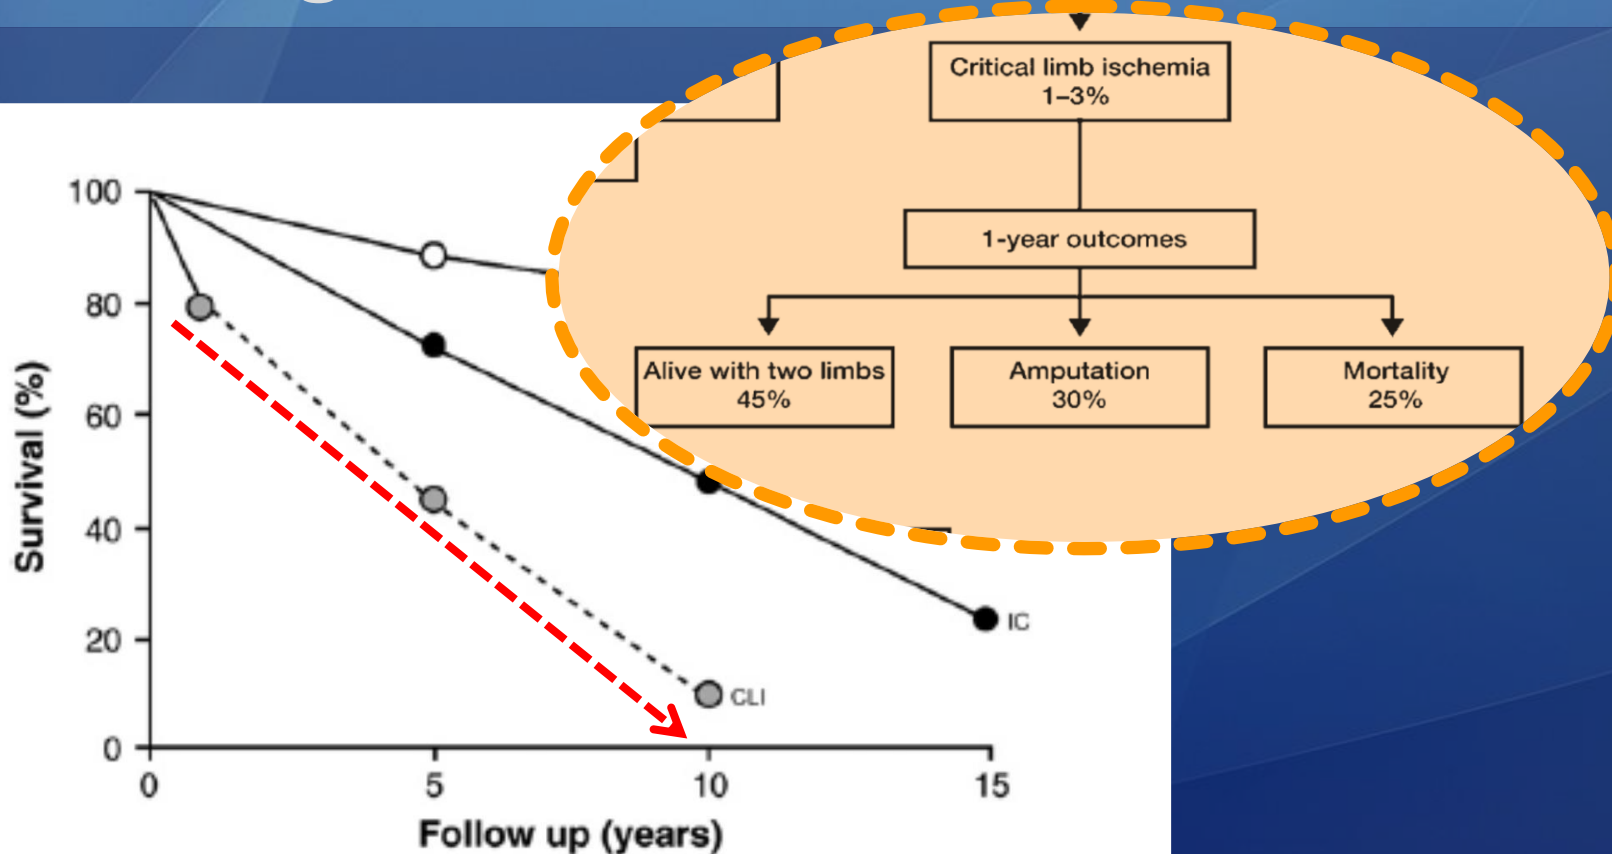 Critical limb ischemia
1–3%
1-year outcomes
Alive with two limbs
45%
Amputation
30%
Mortality
25%
Survival (%)
100
80
60
40
20
0
IC
CLI
0 5 10 15
Follow up (years)